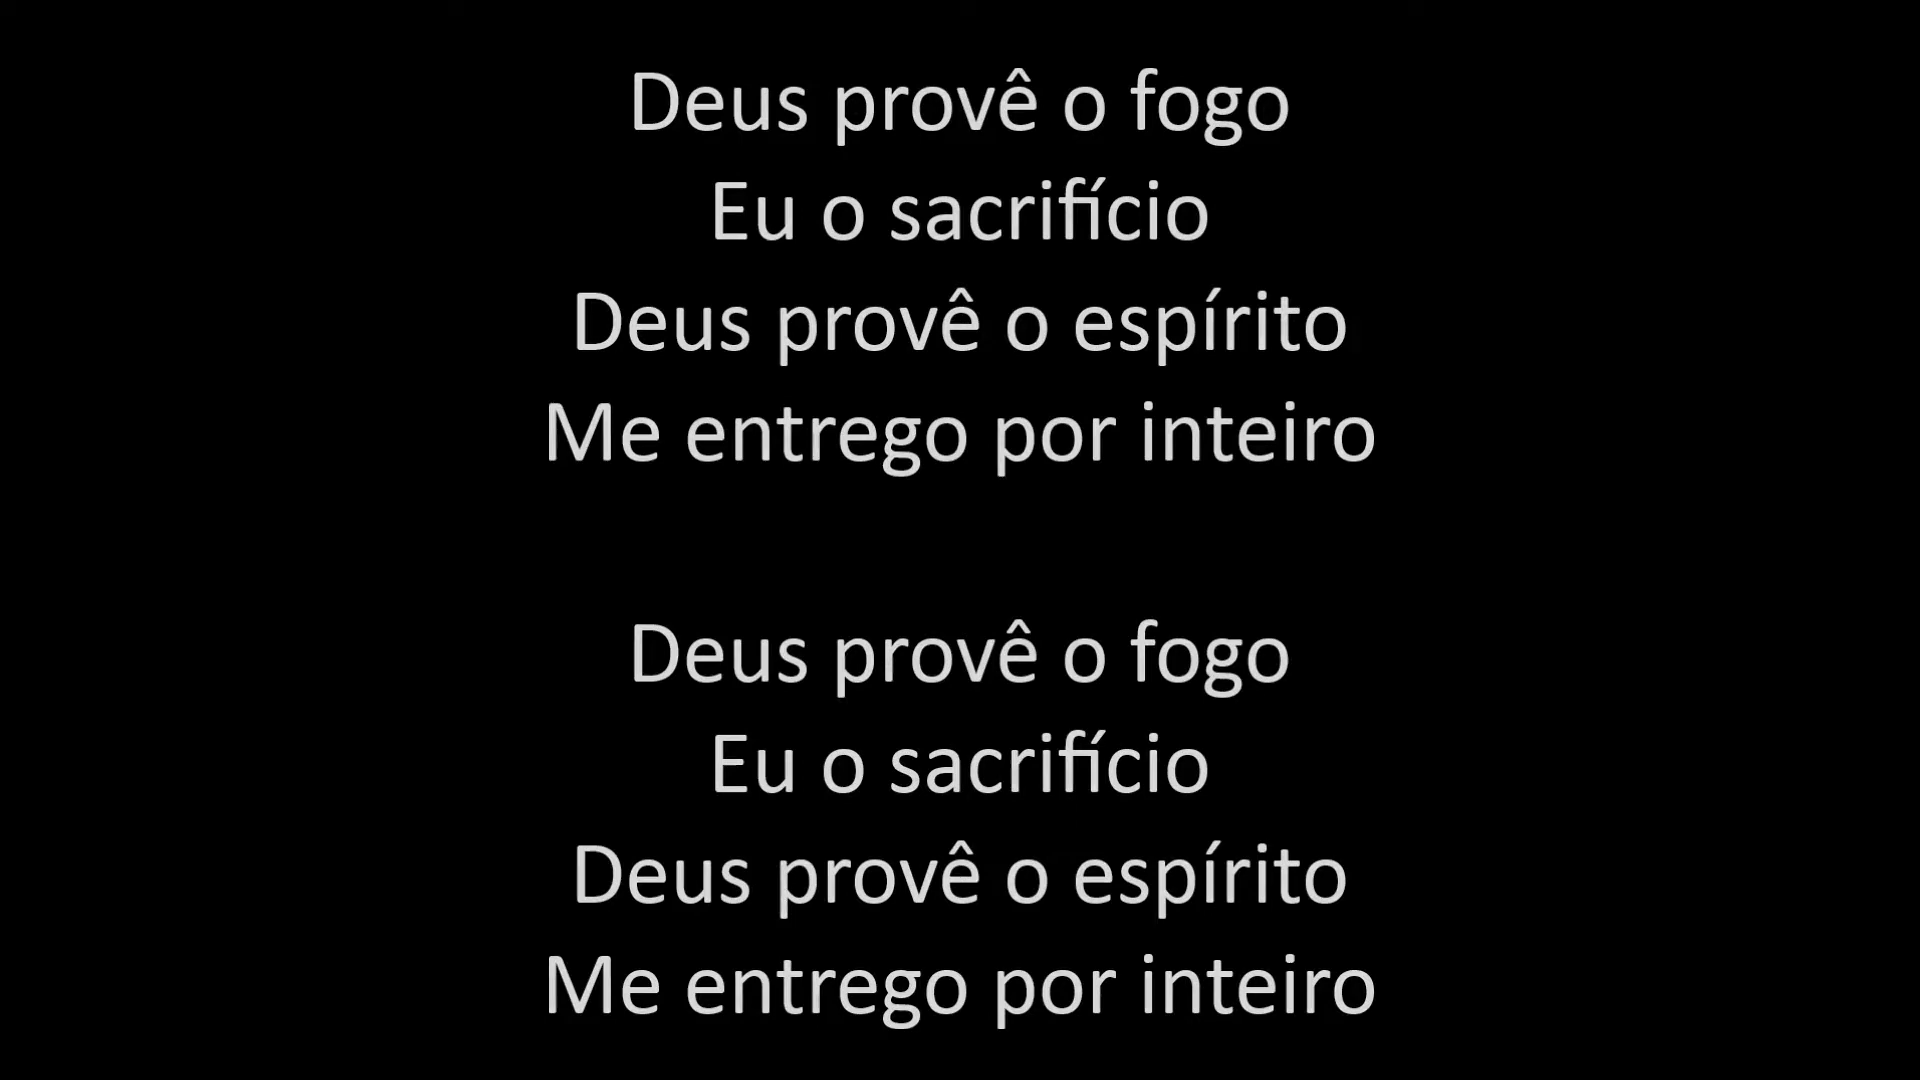 Deus provê o fogo
Eu o sacrifício
Deus provê o espírito
Me entrego por inteiro
Deus provê o fogo
Eu o sacrifício
Deus provê o espírito
Me entrego por inteiro